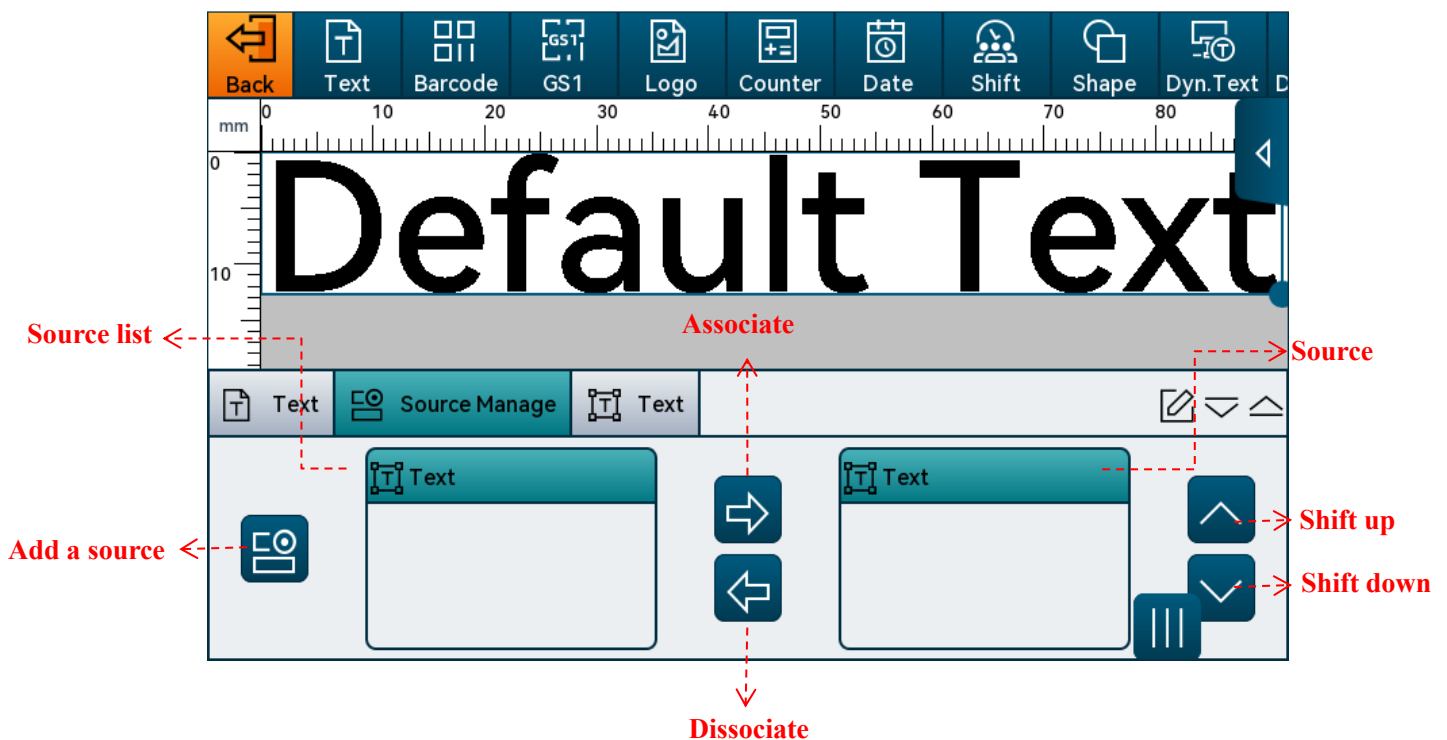 Back Text Barcode GS1 Logo Counter Date Shift Shape Dyn.Text D
GS1
mm 0 10 20 30 40 50 60 70 80
0
Default Text
10
Source list
Associate
Source
Text Source Manage Text
Text Text
Shift up
Add a source
Shift down
Dissociate